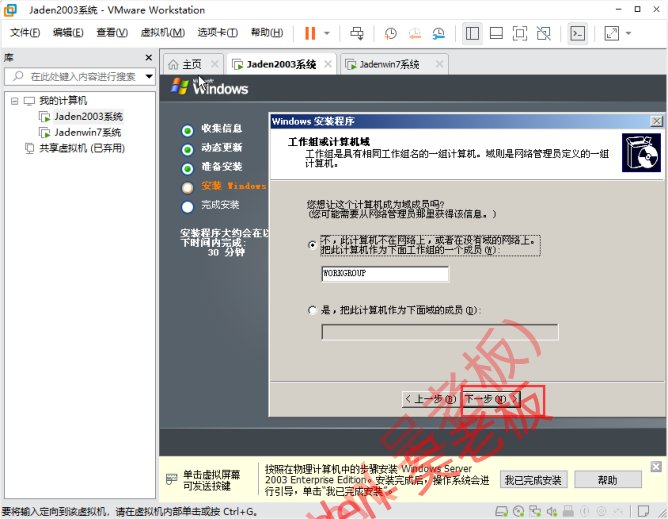 Jaden2003系统 - VMware Workstation
文件(F) 编辑(E) 查看(V) 虚拟机(M) 选项卡(T) 帮助(H)
库
在此处键入内容进行搜索
我的计算机
Jaden2003系统
Jadenwin7系统
共享虚拟机 (已弃用)
主页 Jaden2003系统 Jadenwin7系统
Windows
收集信息
动态更新
准备安装
安装 Windows
完成安装
安装程序大约会在以
下时间内完成:
30 分钟
Windows 安装程序
工作组或计算机域
工作组是具有相同工作组名的一组计算机。域则是网络管理员定义的一组
计算机。
您想让这个计算机成为域成员吗?
(您可能需要从网络管理员那里获得该信息。)
不，此计算机不在网络上，或者在没有域的网络上。
把此计算机作为下面工作组的一个成员(W):
WORKGROUP
是，把此计算机作为下面域的成员(D):
< 上一步(B) 下一步(N) >
单击虚拟屏幕
可发送按键
按照在物理计算机中的步骤安装 Windows Server
2003 Enterprise Edition。安装完成后，操作系统会进
行引导，单击“我已完成安装”。
我已完成安装 帮助
要将输入定向到该虚拟机，请在虚拟机内部单击或按 Ctrl+G。
老板)
吴老板